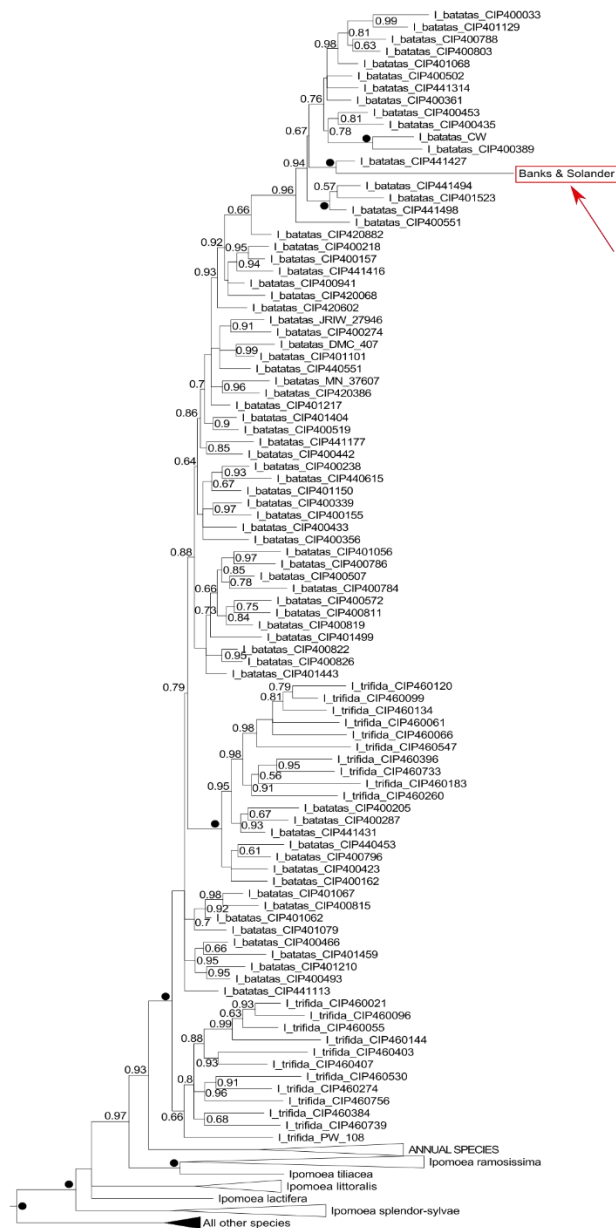 0.99 I_batatas_CIP400033
0.81 I_batatas_CIP401129
0.98 I_batatas_CIP400788
0.63 I_batatas_CIP400803
I_batatas_CIP401068
I_batatas_CIP400502
0.76 I_batatas_CIP441314
I_batatas_CIP400361
I_batatas_CIP400453
0.81 I_batatas_CIP400435
0.67 0.78 I_batatas_CW
I_batatas_CIP400389
0.94 I_batatas_CIP441427
Banks & Solander
0.96 0.57 I_batatas_CIP441494
I_batatas_CIP401523
0.66 I_batatas_CIP441498
I_batatas_CIP400551
I_batatas_CIP420882
0.92 0.95 I_batatas_CIP400218
I_batatas_CIP400157
0.93 0.94 I_batatas_CIP441416
I_batatas_CIP400941
I_batatas_CIP420068
I_batatas_CIP420602
I_batatas_JRIW_27946
0.91 I_batatas_CIP400274
I_batatas_DMC_407
0.99 I_batatas_CIP401101
I_batatas_CIP440551
0.7 I_batatas_MN_37607
0.96 I_batatas_CIP420386
I_batatas_CIP401217
0.86 I_batatas_CIP401404
0.9 I_batatas_CIP400519
I_batatas_CIP441177
0.85 I_batatas_CIP400442
0.64 I_batatas_CIP400238
0.93 I_batatas_CIP440615
0.67 I_batatas_CIP401150
I_batatas_CIP400339
0.97 I_batatas_CIP400155
I_batatas_CIP400433
I_batatas_CIP400356
0.88 I_batatas_CIP401056
0.97 I_batatas_CIP400786
0.85 I_batatas_CIP400507
0.78 I_batatas_CIP400784
0.66 I_batatas_CIP400572
0.75 I_batatas_CIP400811
0.73 0.84 I_batatas_CIP400819
I_batatas_CIP401499
I_batatas_CIP400822
0.95 I_batatas_CIP400826
I_batatas_CIP401443
0.79 0.79 I_trifida_CIP460120
0.81 I_trifida_CIP460099
I_trifida_CIP460134
I_trifida_CIP460061
0.98 I_trifida_CIP460066
I_trifida_CIP460547
0.98 I_trifida_CIP460396
0.95 I_trifida_CIP460733
0.56 I_trifida_CIP460183
0.95 0.91 I_trifida_CIP460260
I_batatas_CIP400205
0.67 I_batatas_CIP400287
0.93 I_batatas_CIP441431
I_batatas_CIP440453
0.61 I_batatas_CIP400796
I_batatas_CIP400423
I_batatas_CIP400162
0.98 I_batatas_CIP401067
0.92 I_batatas_CIP400815
I_batatas_CIP401062
0.7 I_batatas_CIP401079
I_batatas_CIP400466
0.66 I_batatas_CIP401459
0.95 I_batatas_CIP401210
0.95 I_batatas_CIP400493
I_batatas_CIP441113
0.93 I_trifida_CIP460021
0.63 I_trifida_CIP460096
0.99 I_trifida_CIP460055
0.88 I_trifida_CIP460144
I_trifida_CIP460403
0.93 I_trifida_CIP460407
0.93 0.8 0.91 I_trifida_CIP460530
I_trifida_CIP460274
0.96 I_trifida_CIP460756
I_trifida_CIP460384
0.66 0.68 I_trifida_CIP460739
I_trifida_PW_108
0.97 ANNUAL SPECIES
Ipomoea ramosissima
Ipomoea tiliacea
Ipomoea littoralis
Ipomoea lactifera
Ipomoea splendor-sylvae
All other species